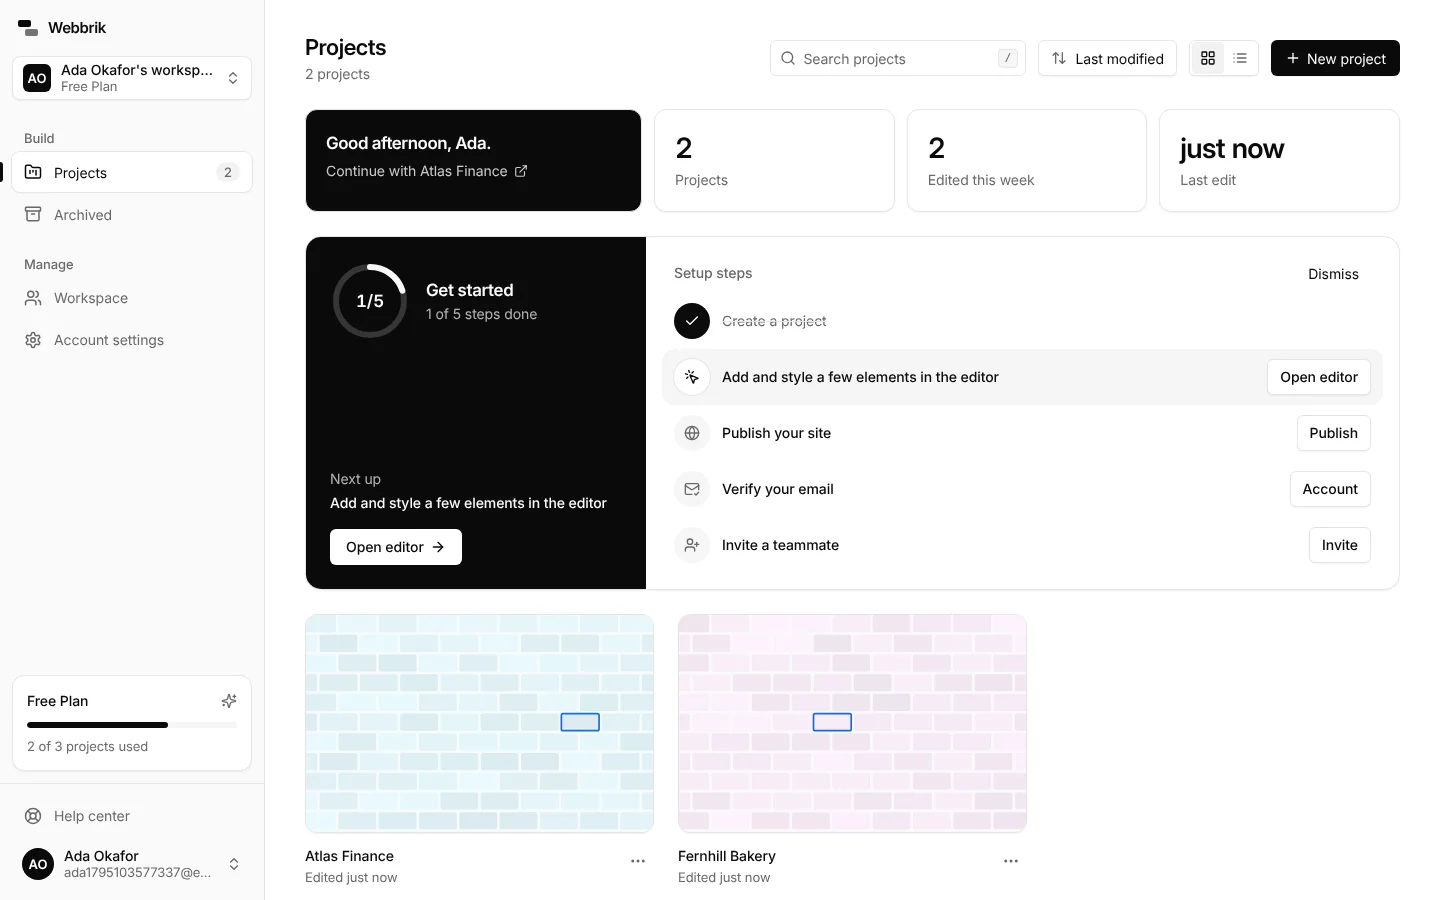 Webbrik
AO
Ada Okafor's worksp...
Free Plan
Build
Projects 2
Archived
Manage
Workspace
Account settings
Free Plan
2 of 3 projects used
Help center
AO
Ada Okafor
ada1795103577337@e...
Projects
2 projects
Search projects /
Last modified
New project
Good afternoon, Ada.
Continue with Atlas Finance
2
Projects
2
Edited this week
just now
Last edit
1/5
Get started
1 of 5 steps done
Next up
Add and style a few elements in the editor
Open editor
Setup steps
Dismiss
Create a project
Add and style a few elements in the editor
Open editor
Publish your site
Publish
Verify your email
Account
Invite a teammate
Invite
Atlas Finance
Edited just now
Fernhill Bakery
Edited just now